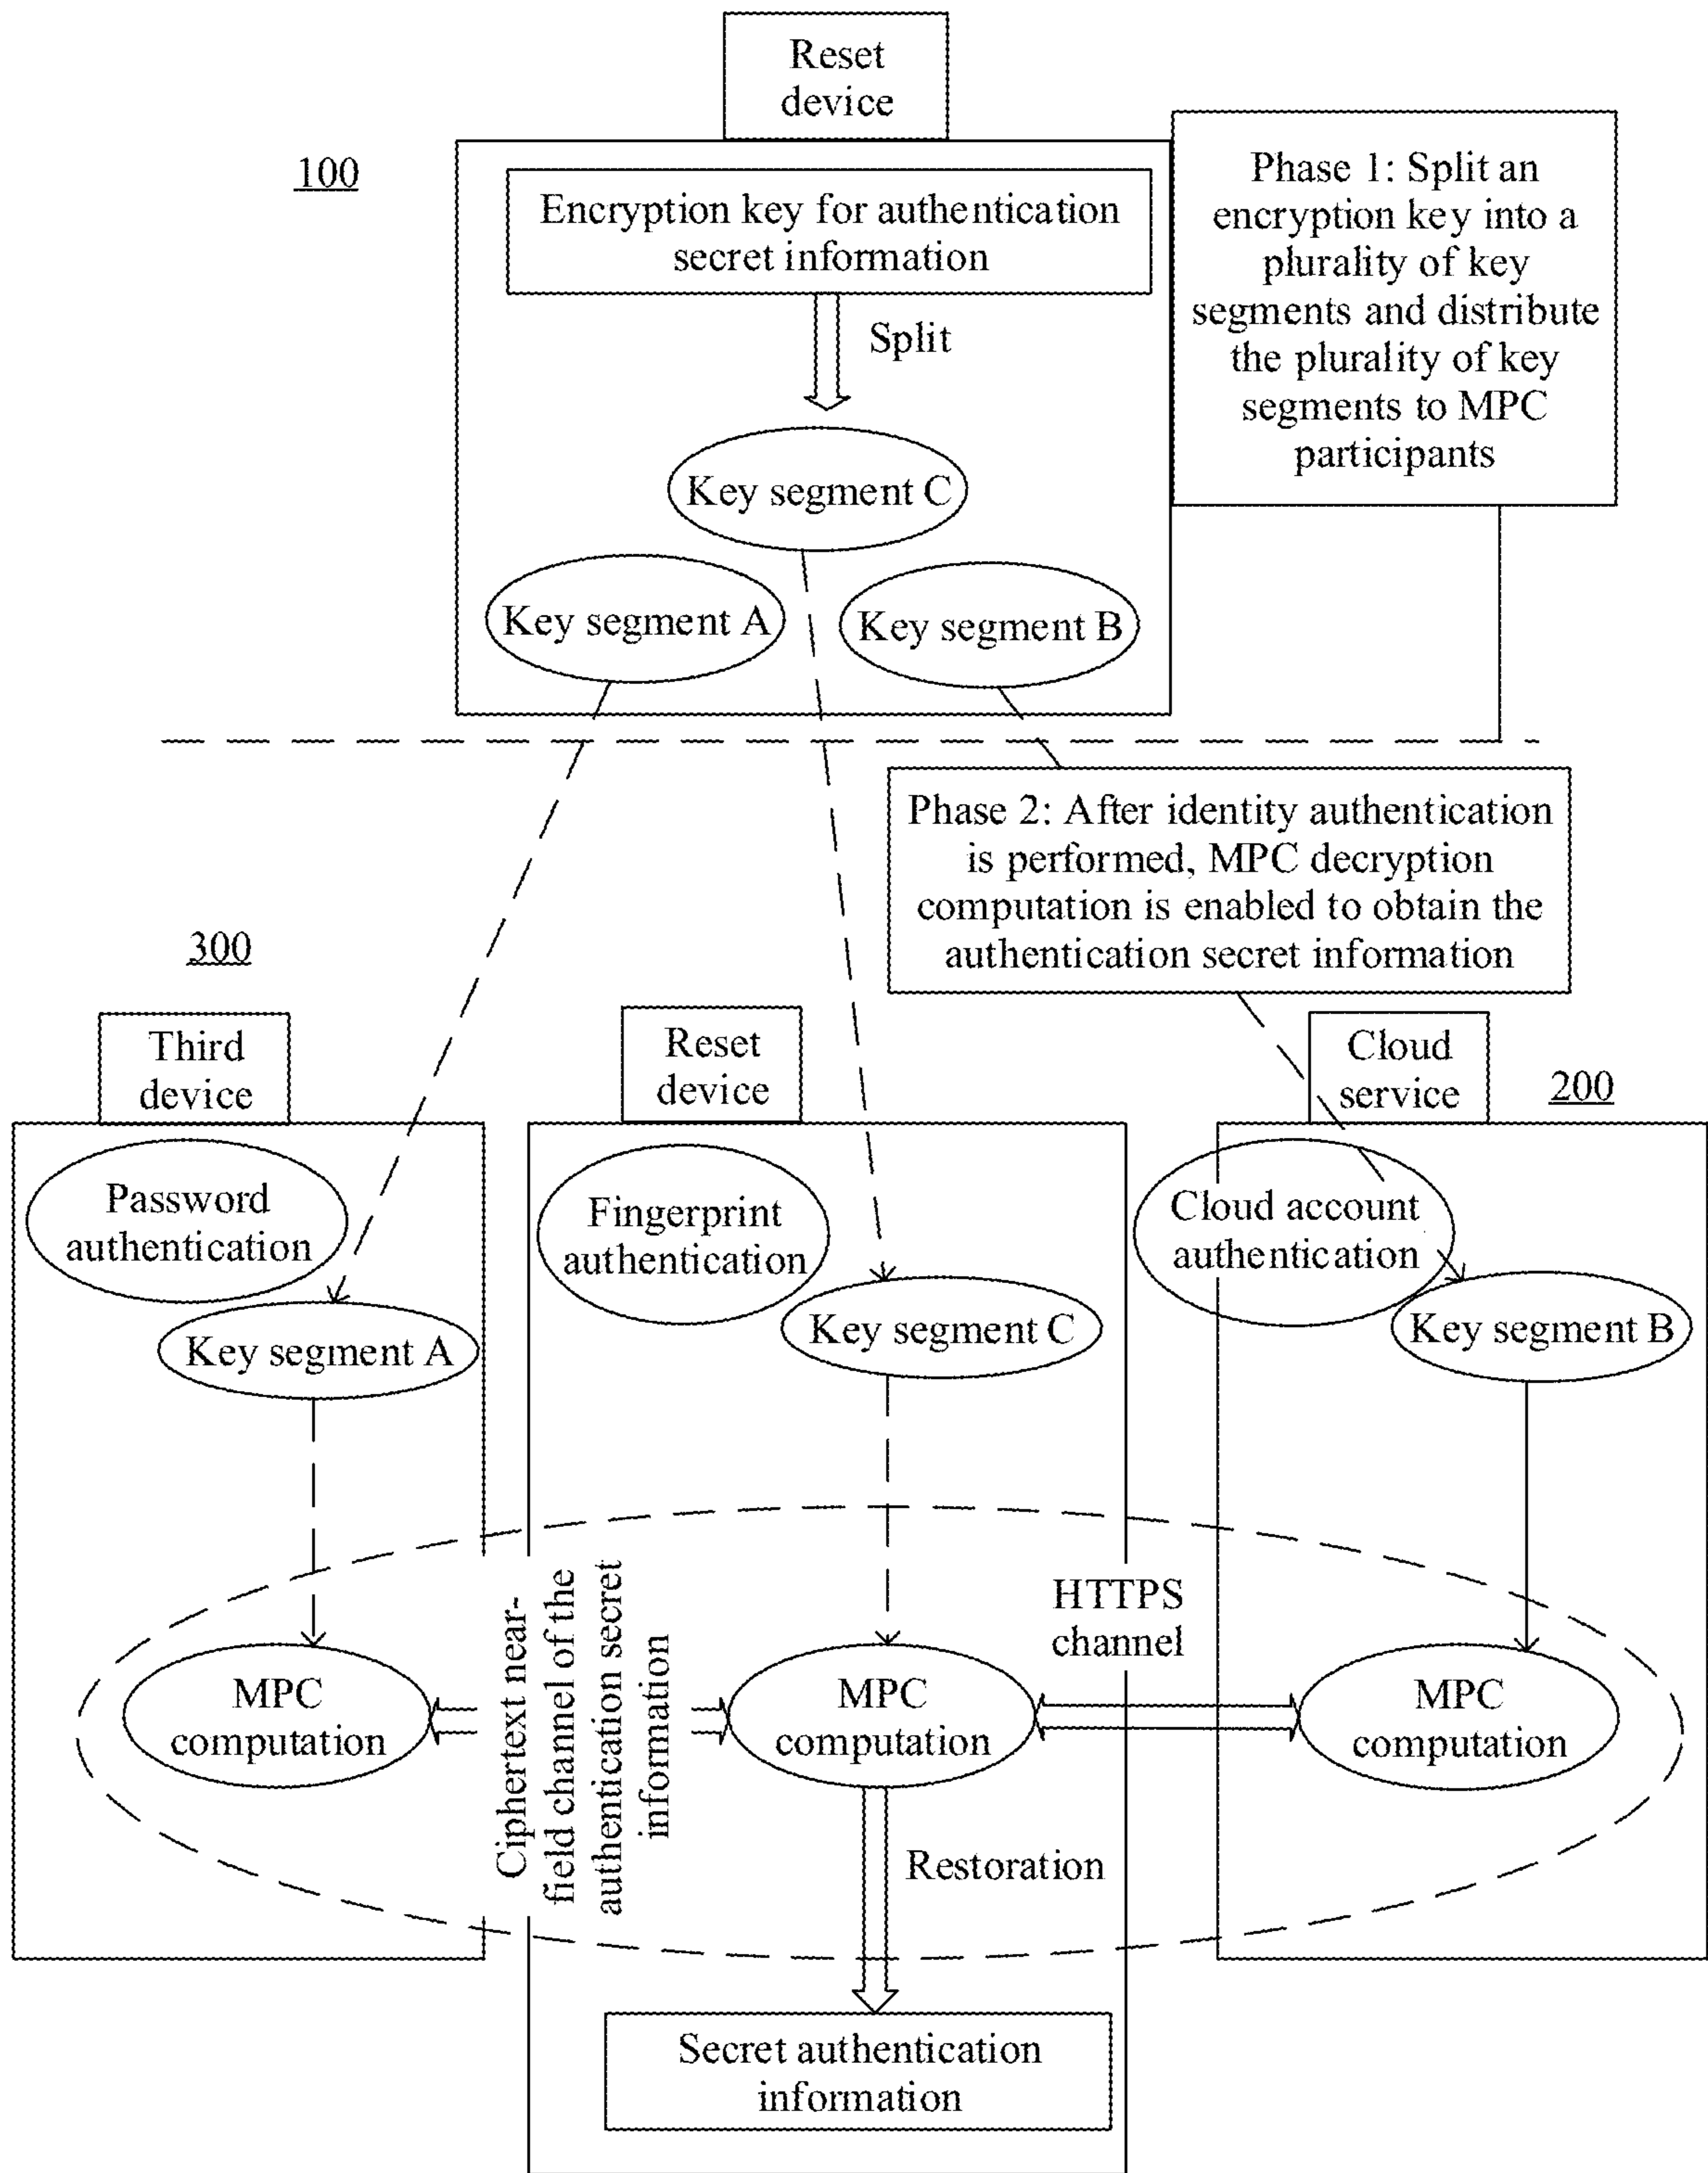 Reset
device
100
Encryption key for authentication
secret information
Split
Key segment C
Key segment A
Key segment B
Phase 1: Split an
encryption key into a
plurality of key
segments and distribute
the plurality of key
segments to MPC
participants
Phase 2: After identity authentication
is performed, MPC decryption
computation is enabled to obtain the
authentication secret information
300
Third
device
Password
authentication
Key segment A
MPC
computation
Ciphertext near-
field channel of the
authentication secret
information
Reset
device
Fingerprint
authentication
Key segment C
MPC
computation
HTTPS
channel
Restoration
Secret authentication
information
Cloud
service
200
Cloud account
authentication
Key segment B
MPC
computation